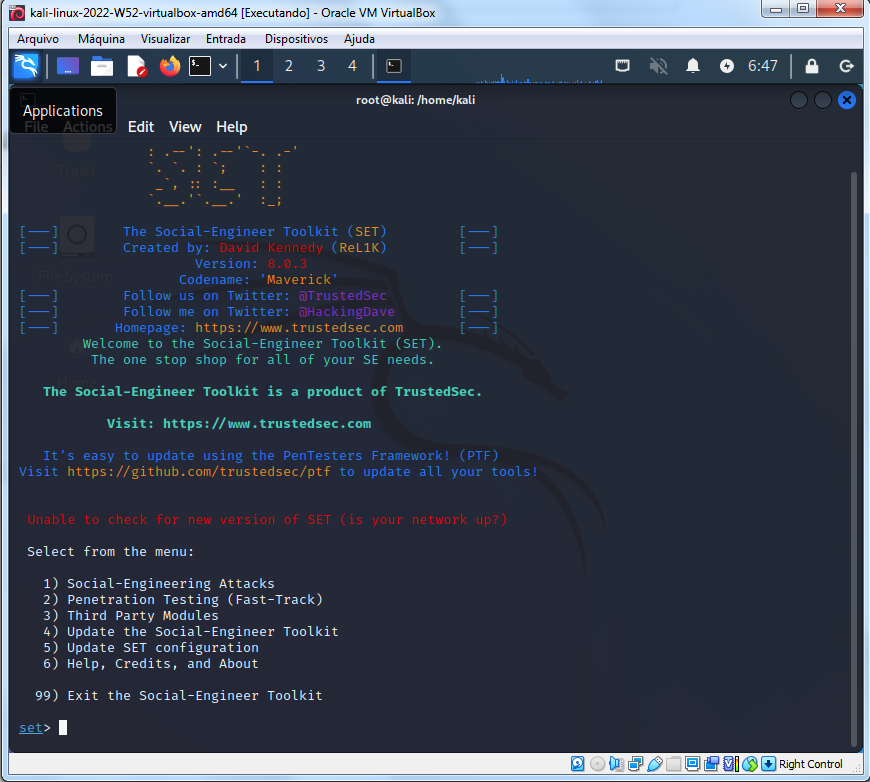 kali-linux-2022-W52-virtualbox-amd64 [Executando] - Oracle VM VirtualBox
Arquivo Máquina Visualizar Entrada Dispositivos Ajuda
1 2 3 4 6:47
root@kali: /home/kali
Applications
File Actions Edit View Help
Trash
File System
[---] The Social-Engineer Toolkit (SET) [---]
[---] Created by: David Kennedy (ReL1K) [---]
Version: 8.0.3
Codename: 'Maverick'
[---] Follow us on Twitter: @TrustedSec [---]
[---] Follow me on Twitter: @HackingDave [---]
[---] Homepage: https://www.trustedsec.com [---]
Welcome to the Social-Engineer Toolkit (SET).
The one stop shop for all of your SE needs.
The Social-Engineer Toolkit is a product of TrustedSec.
Visit: https://www.trustedsec.com
It's easy to update using the PenTesters Framework! (PTF)
Visit https://github.com/trustedsec/ptf to update all your tools!
Unable to check for new version of SET (is your network up?)
Select from the menu:
1) Social-Engineering Attacks
2) Penetration Testing (Fast-Track)
3) Third Party Modules
4) Update the Social-Engineer Toolkit
5) Update SET configuration
6) Help, Credits, and About
99) Exit the Social-Engineer Toolkit
set>
Right Control